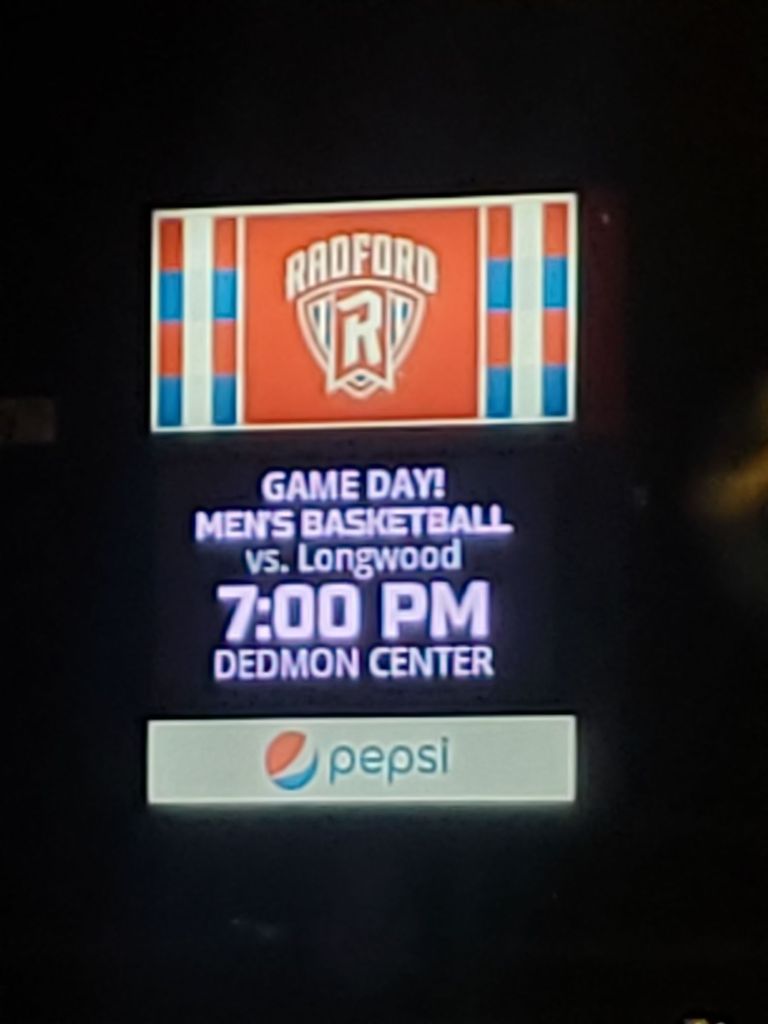 RADFORD
R
GAME DAY!
MEN'S BASKETBALL
vs. Longwood
7:00 PM
DEDMON CENTER
pepsi